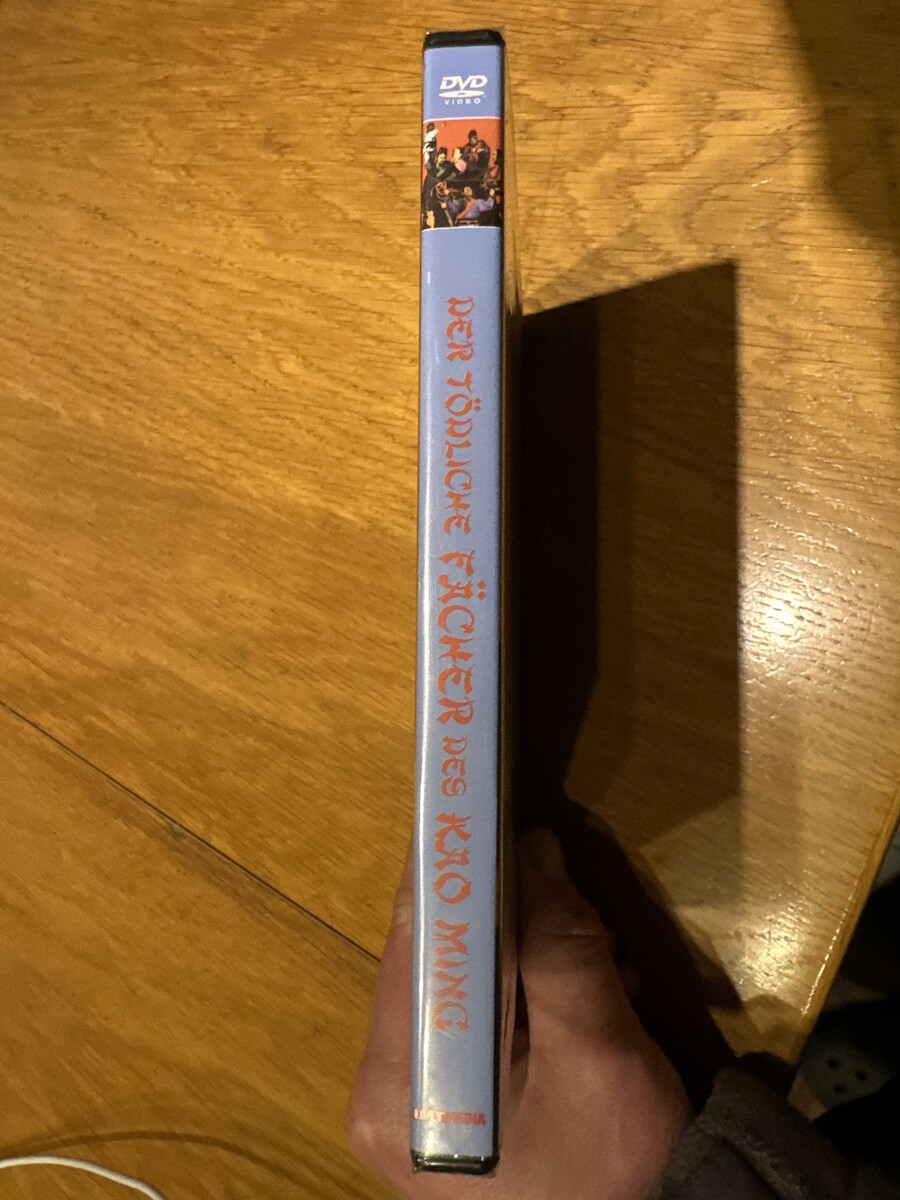 DVD
VIDEO
DER TÖDLICHE FÄCHER DES KAO MING